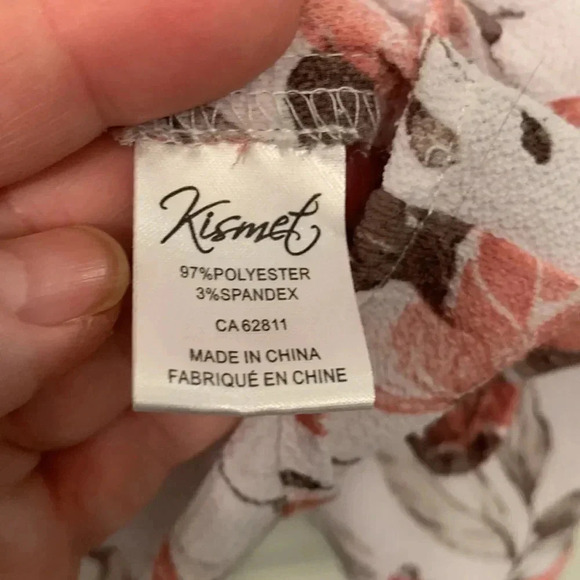 Kismet
97%POLYESTER
3%SPANDEX
CA 62811
MADE IN CHINA
FABRIQUÉ EN CHINE